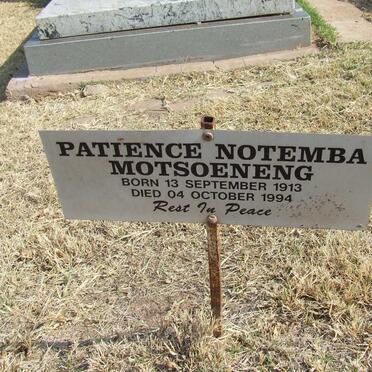 PATIENCE NOTEMBA
MOTSOENENG
BORN 13 SEPTEMBER 1913
DIED 04 OCTOBER 1994
Rest In Peace